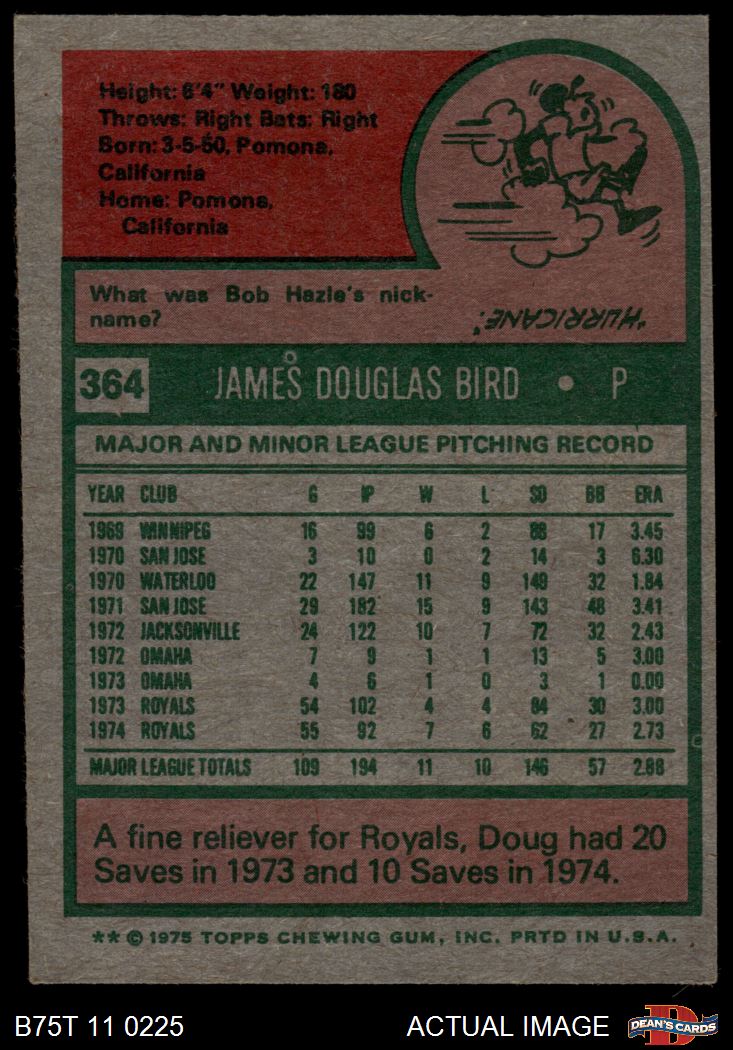 Height: 6'4" Weight: 180
Throws: Right Bats: Right
Born: 3-5-50, Pomona,
California
Home: Pomona,
California
What was Bob Hazle's nick-
name?
"HURRICANE."
364 JAMES DOUGLAS BIRD • P
MAJOR AND MINOR LEAGUE PITCHING RECORD
YEAR CLUB G IP W L SO BB ERA
1969 WINNIPEG 16 99 6 2 88 17 3.45
1970 SAN JOSE 3 10 0 2 14 3 6.30
1970 WATERLOO 22 147 11 9 149 32 1.84
1971 SAN JOSE 29 182 15 9 143 48 3.41
1972 JACKSONVILLE 24 122 10 7 72 32 2.43
1972 OMAHA 7 9 1 1 13 5 3.00
1973 OMAHA 4 6 1 0 3 1 0.00
1973 ROYALS 54 102 4 4 84 30 3.00
1974 ROYALS 55 92 7 6 62 27 2.73
MAJOR LEAGUE TOTALS 109 194 11 10 146 57 2.88
A fine reliever for Royals, Doug had 20
Saves in 1973 and 10 Saves in 1974.
** © 1975 TOPPS CHEWING GUM, INC. PRTD IN U.S.A.
B75T 11 0225 ACTUAL IMAGE DEAN'S CARDS